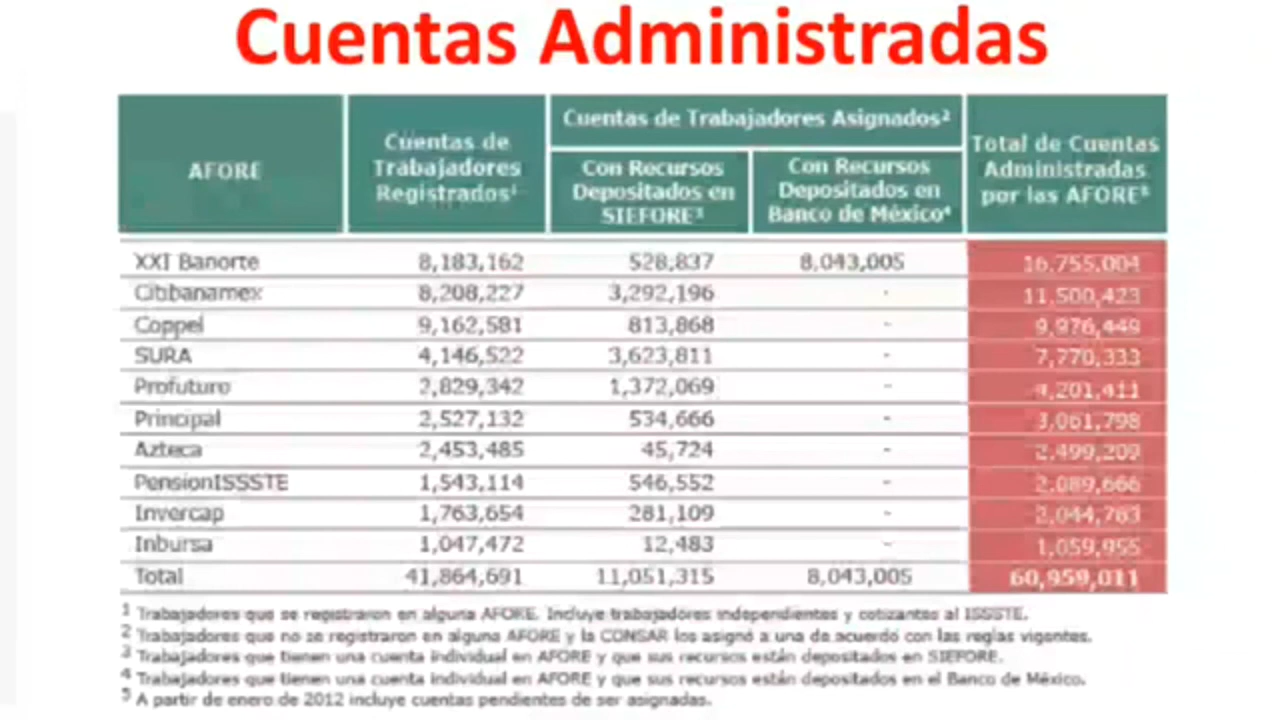 Cuentas Administradas
AFORE
Cuentas de Trabajadores Registrados¹
Cuentas de Trabajadores Asignados²
Con Recursos Depositados en SIEFORE³
Con Recursos Depositados en Banco de México⁴
Total de Cuentas Administradas por las AFORE⁵
XXI Banorte 8,183,162 528,837 8,043,005 16,755,004
Citibanamex 8,208,227 3,292,196 - 11,500,423
Coppel 9,162,581 813,868 - 9,976,449
SURA 4,146,522 3,623,811 - 7,770,333
Profuturo 2,829,342 1,372,069 - 4,201,411
Principal 2,527,132 534,666 - 3,061,798
Azteca 2,453,485 45,724 - 2,499,209
PensionISSSTE 1,543,114 546,552 - 2,089,666
Invercap 1,763,654 281,109 - 2,044,763
Inbursa 1,047,472 12,483 - 1,059,955
Total 41,864,691 11,051,315 8,043,005 60,959,011
1 Trabajadores que se registraron en alguna AFORE. Incluye trabajadores independientes y cotizantes al ISSSTE.
2 Trabajadores que no se registraron en alguna AFORE y la CONSAR los asignó a una de acuerdo con las reglas vigentes.
3 Trabajadores que tienen una cuenta individual en AFORE y que sus recursos están depositados en SIEFORE.
4 Trabajadores que tienen una cuenta individual en AFORE y que sus recursos están depositados en el Banco de México.
5 A partir de enero de 2012 incluye cuentas pendientes de ser asignadas.